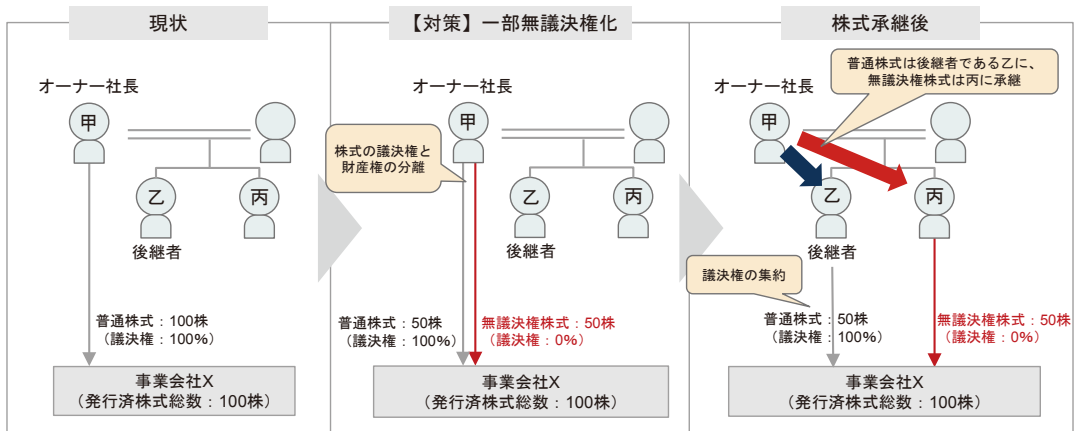 現状
オーナー社長
甲
乙
丙
後継者
普通株式：100株
（議決権：100%）
事業会社X
（発行済株式総数：100株）
【対策】一部無議決権化
オーナー社長
甲
株式の議決権と
財産権の分離
乙
丙
後継者
普通株式：50株
（議決権：100%）
無議決権株式：50株
（議決権：0%）
事業会社X
（発行済株式総数：100株）
株式承継後
普通株式は後継者である乙に、
無議決権株式は丙に承継
オーナー社長
甲
乙
丙
後継者
議決権の集約
普通株式：50株
（議決権：100%）
無議決権株式：50株
（議決権：0%）
事業会社X
（発行済株式総数：100株）